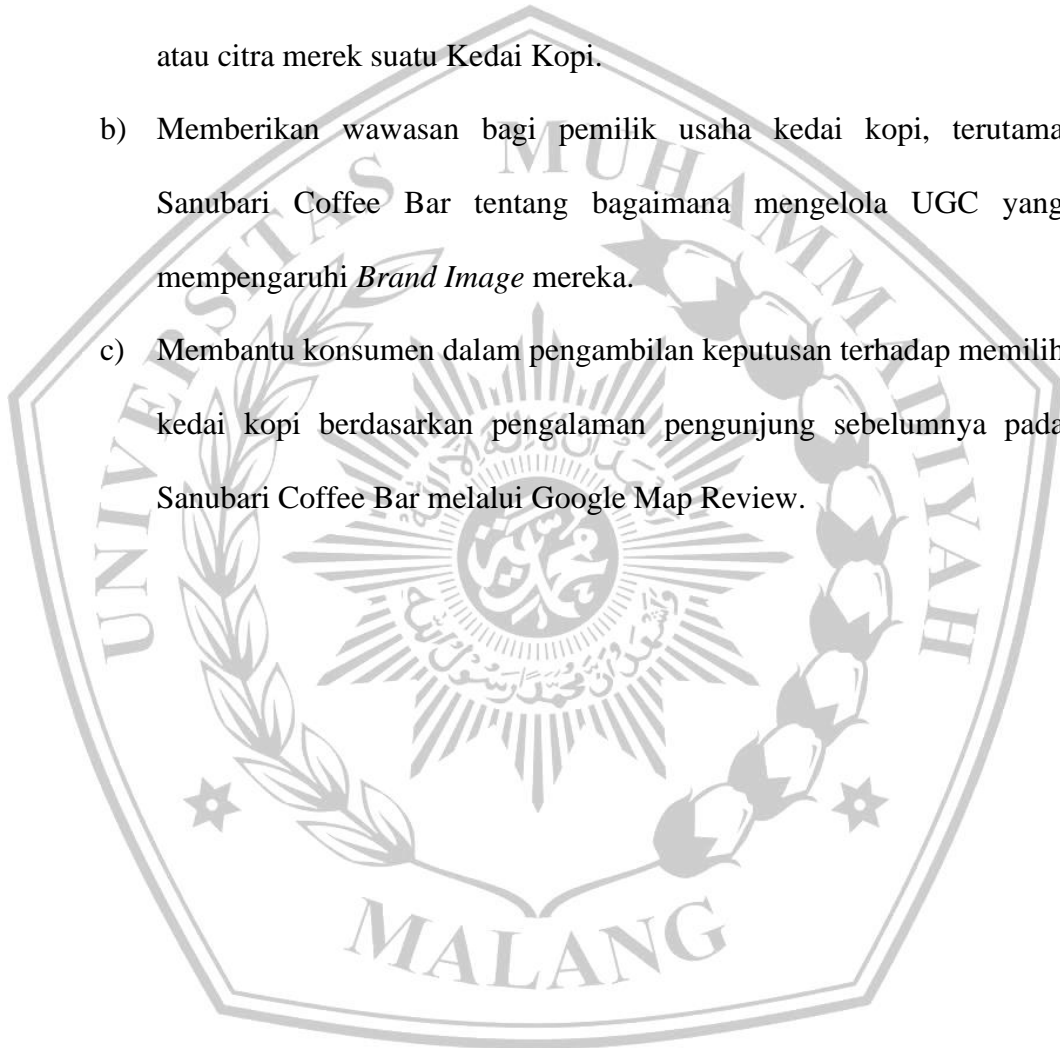 atau citra merek suatu Kedai Kopi.
b) Memberikan wawasan bagi pemilik usaha kedai kopi, terutama
Sanubari Coffee Bar tentang bagaimana mengelola UGC yang
mempengaruhi Brand Image mereka.
c) Membantu konsumen dalam pengambilan keputusan terhadap memilih
kedai kopi berdasarkan pengalaman pengunjung sebelumnya pada
Sanubari Coffee Bar melalui Google Map Review.
UNIVERSITAS MUHAMMADIYAH
MALANG